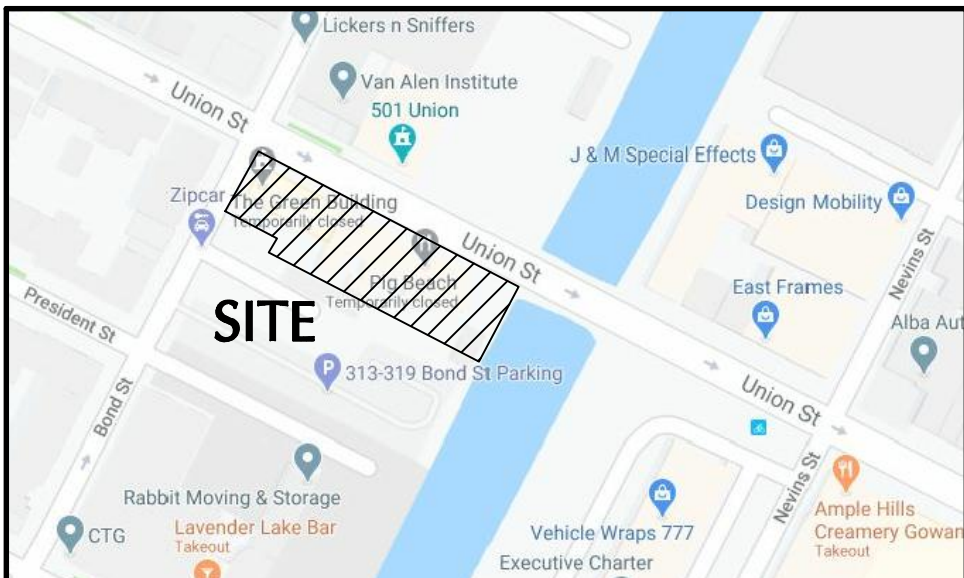 Lickers n Sniffers
Van Alen Institute
501 Union
Union St
J & M Special Effects
Design Mobility
Zipcar
The Green Building
Temporarily closed
Union St
Pig Beach
Temporarily closed
Nevins St
East Frames
President St
SITE
Alba Aut
313-319 Bond St Parking
Union St
Bond St
Rabbit Moving & Storage
Nevins St
Ample Hills
Creamery Gowan
Takeout
CTG
Lavender Lake Bar
Takeout
Vehicle Wraps 777
Executive Charter
P